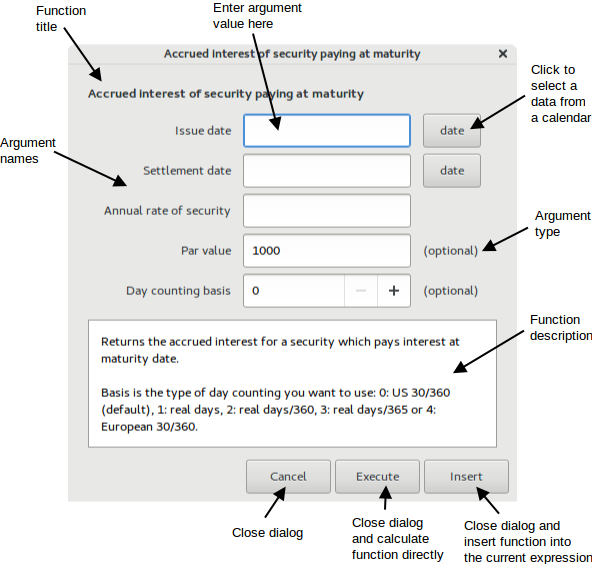 Function
title
Enter argument
value here
Accrued interest of security paying at maturity
Accrued interest of security paying at maturity
Click to
select a
data from
a calendar
Issue date
date
Argument
names
Settlement date
date
Annual rate of security
Argument
type
Par value
1000
(optional)
Day counting basis
0
− +
(optional)
Function
description
Returns the accrued interest for a security which pays interest at
maturity date.
Basis is the type of day counting you want to use: 0: US 30/360
(default), 1: real days, 2: real days/360, 3: real days/365 or 4:
European 30/360.
Cancel
Execute
Insert
Close dialog
Close dialog
and calculate
function directly
Close dialog and
insert function into
the current expression